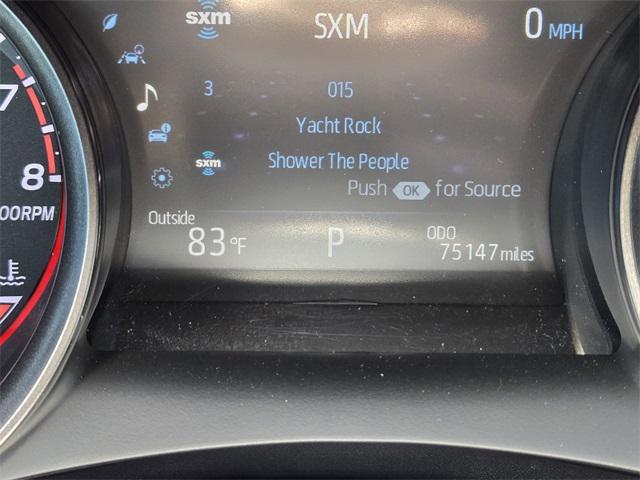 sxm SXM 0 MPH
3 015
Yacht Rock
sxm Shower The People
Push OK for Source
7
8
00RPM
Outside
83°F P ODO
75147 miles